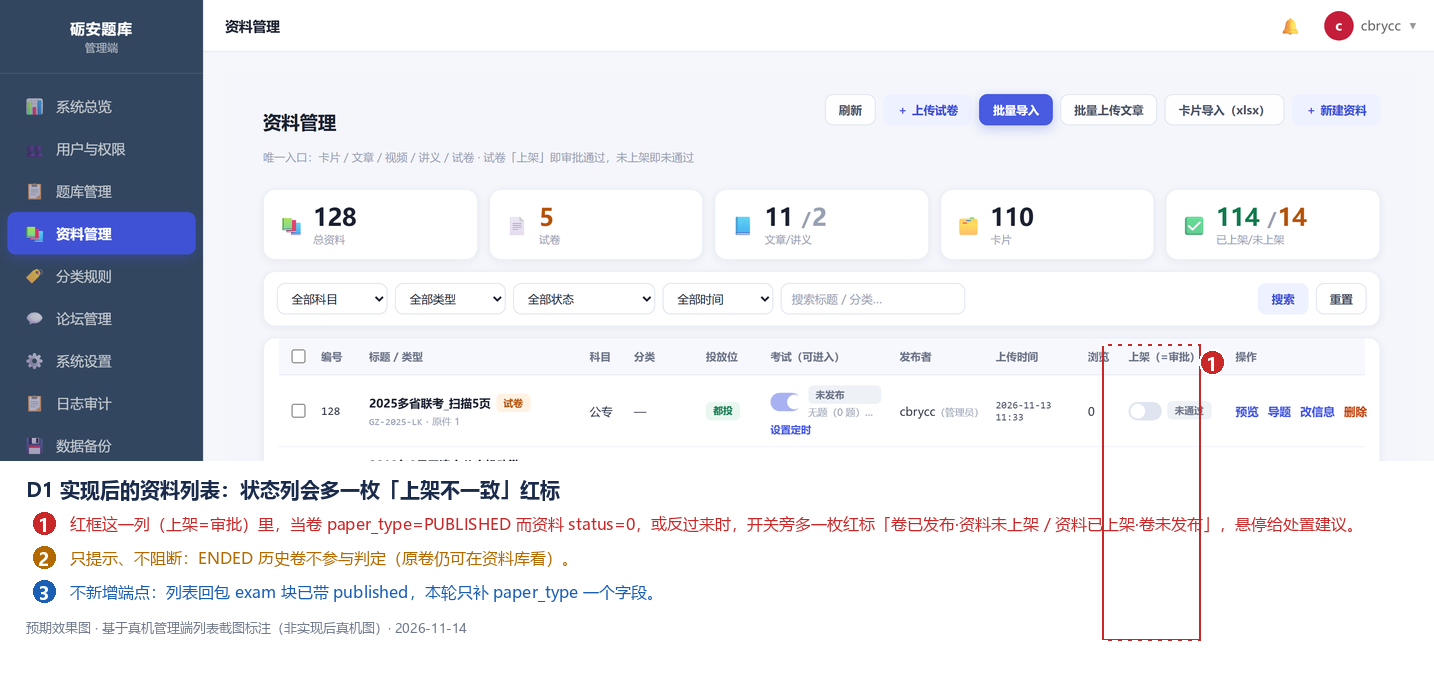 砺安题库
管理端
系统总览
用户与权限
题库管理
资料管理
分类规则
论坛管理
系统设置
日志审计
数据备份
资料管理
c cbrycc ▼
资料管理
刷新 + 上传试卷 批量导入 批量上传文章 卡片导入（xlsx） + 新建资料
唯一入口：卡片 / 文章 / 视频 / 讲义 / 试卷 · 试卷「上架」即审批通过，未上架即未通过
128 总资料
5 试卷
11 /2 文章/讲义
110 卡片
114 /14 已上架/未上架
全部科目 全部类型 全部状态 全部时间 搜索标题 / 分类... 搜索 重置
编号 标题 / 类型 科目 分类 投放位 考试（可进入） 发布者 上传时间 浏览 上架（=审批） 操作
1
128 2025多省联考_扫描5页 试卷 公专 — 都投 未发布 cbrycc (管理员) 2026-11-13 0 未通过 预览 导题 改信息 删除
GZ-2025-LK · 原件 1 无题（0 题）... 11:33
设置定时
D1 实现后的资料列表：状态列会多一枚「上架不一致」红标
1 红框这一列（上架=审批）里，当卷 paper_type=PUBLISHED 而资料 status=0，或反过来时，开关旁多一枚红标「卷已发布·资料未上架 / 资料已上架·卷未发布」，悬停给处置建议。
2 只提示、不阻断：ENDED 历史卷不参与判定（原卷仍可在资料库看）。
3 不新增端点：列表回包 exam 块已带 published，本轮只补 paper_type 一个字段。
预期效果图 · 基于真机管理端列表截图标注（非实现后真机图）· 2026-11-14